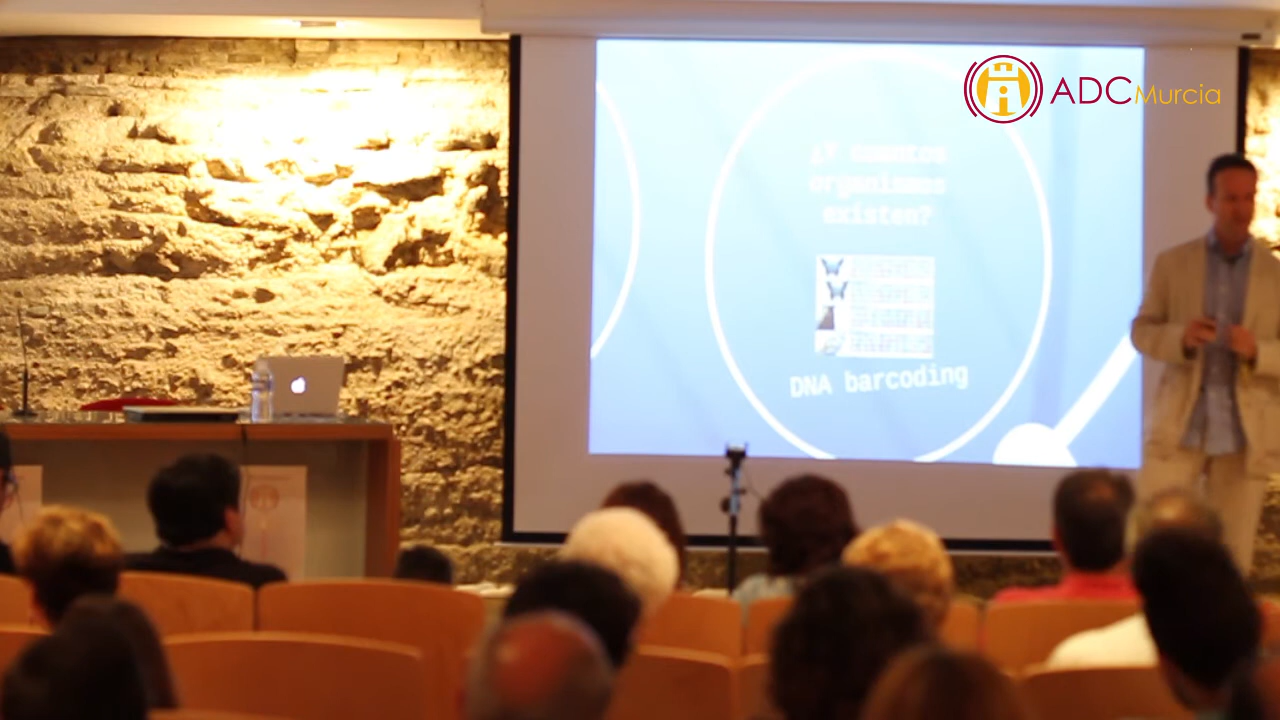 ADCMurcia
¿Y cuantos
organismos
existen?
DNA barcoding